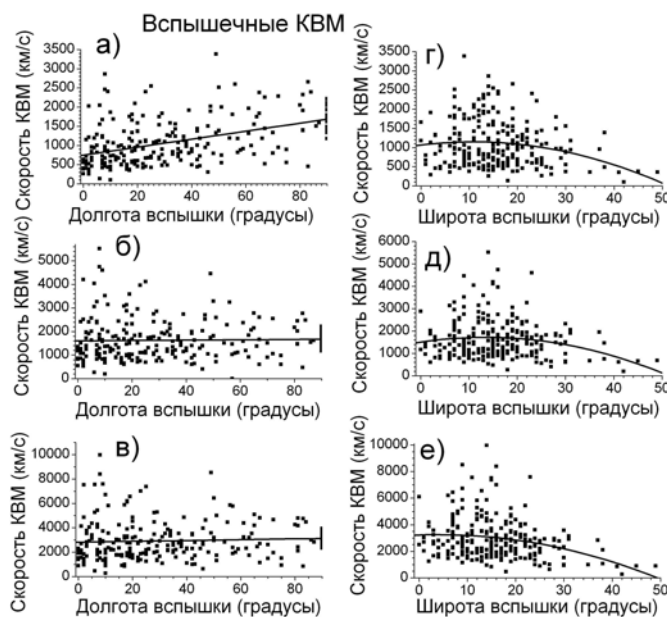 Вспышечные КВМ
а)
Скорость КВМ (км/с)
3500
3000
2500
2000
1500
1000
500
0
0 20 40 60 80
Долгота вспышки (градусы)
г)
Скорость КВМ (км/с)
3500
3000
2500
2000
1500
1000
500
0
0 10 20 30 40 50
Широта вспышки (градусы)
б)
Скорость КВМ (км/с)
5000
4000
3000
2000
1000
0
0 20 40 60 80
Долгота вспышки (градусы)
д)
Скорость КВМ (км/с)
6000
5000
4000
3000
2000
1000
0
0 10 20 30 40 50
Широта вспышки (градусы)
в)
Скорость КВМ (км/с)
10000
8000
6000
4000
2000
0
0 20 40 60 80
Долгота вспышки (градусы)
е)
Скорость КВМ (км/с)
10000
8000
6000
4000
2000
0
0 10 20 30 40 50
Широта вспышки (градусы)